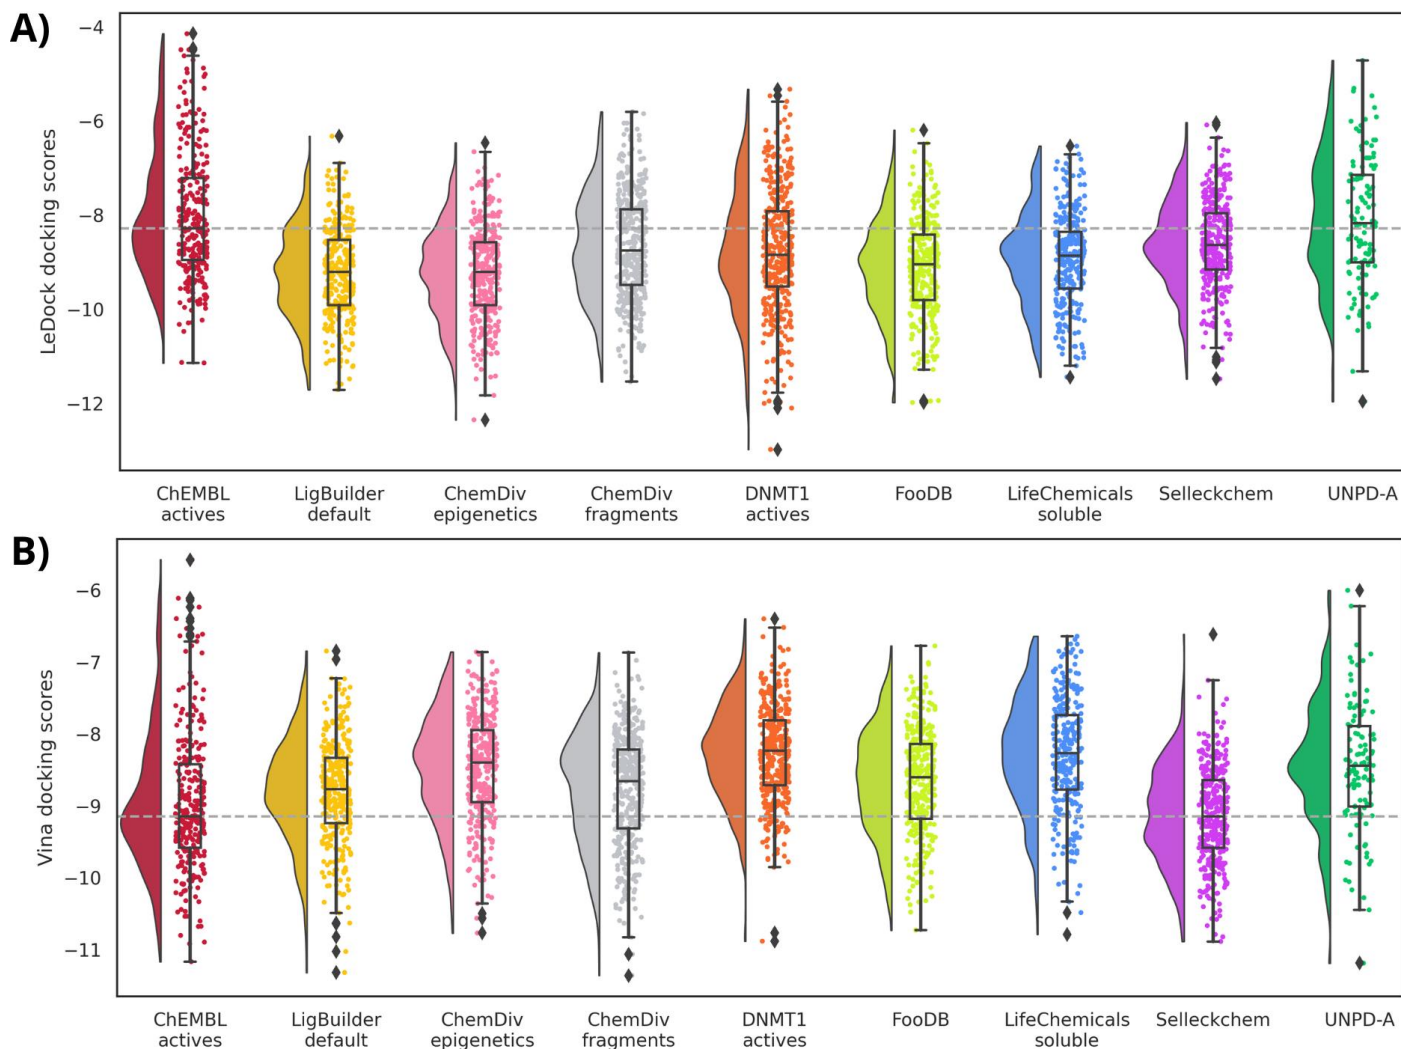 A)
−4
−6
−8
−10
−12
LeDock docking scores
ChEMBL
actives
LigBuilder
default
ChemDiv
epigenetics
ChemDiv
fragments
DNMT1
actives
FooDB
LifeChemicals
soluble
Selleckchem
UNPD-A
B)
−6
−7
−8
−9
−10
−11
Vina docking scores
ChEMBL
actives
LigBuilder
default
ChemDiv
epigenetics
ChemDiv
fragments
DNMT1
actives
FooDB
LifeChemicals
soluble
Selleckchem
UNPD-A